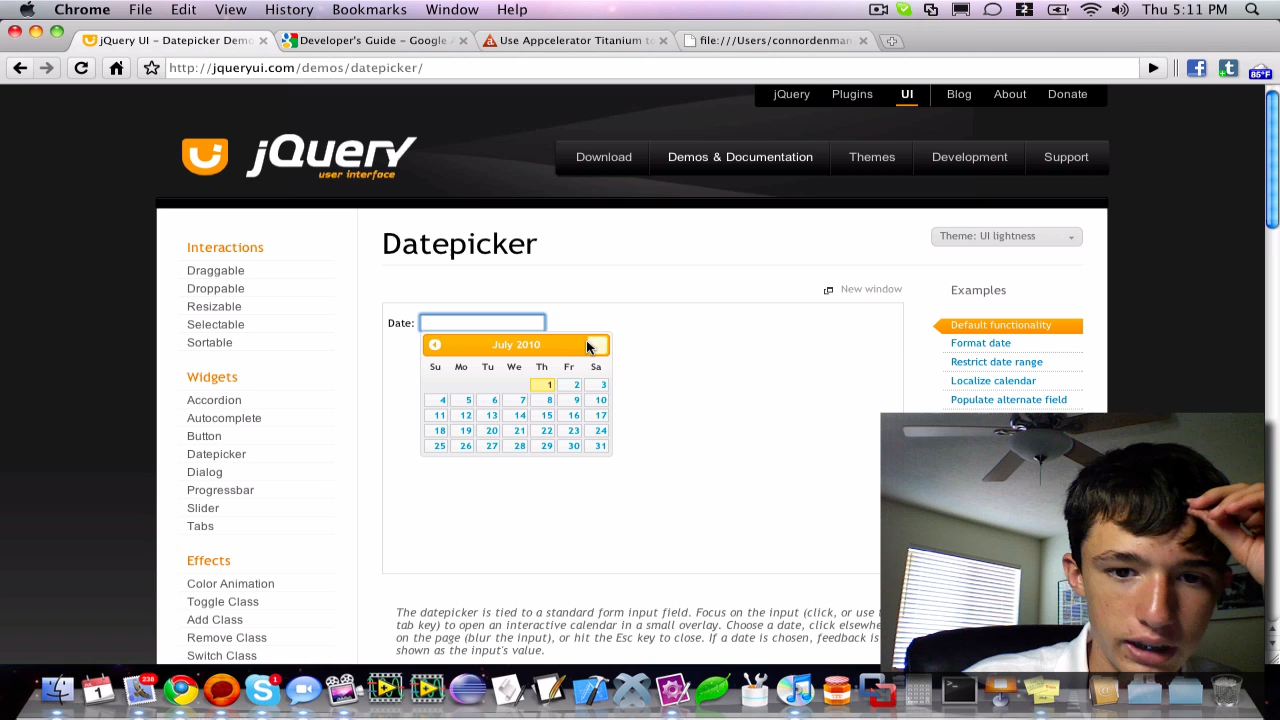 Chrome File Edit View History Bookmarks Window Help
2
Thu 5:11 PM
jQuery UI – Datepicker Demo
Developer's Guide – Google
Use Appcelerator Titanium to
file:///Users/connordenman
http://jqueryui.com/demos/datepicker/
85°F
jQuery Plugins UI Blog About Donate
jQuery
user interface
Download Demos & Documentation Themes Development Support
Interactions
Draggable
Droppable
Resizable
Selectable
Sortable
Widgets
Accordion
Autocomplete
Button
Datepicker
Dialog
Progressbar
Slider
Tabs
Effects
Color Animation
Toggle Class
Add Class
Remove Class
Switch Class
Datepicker
Theme: UI lightness
New window
Date:
July 2010
Su Mo Tu We Th Fr Sa
1 2 3
4 5 6 7 8 9 10
11 12 13 14 15 16 17
18 19 20 21 22 23 24
25 26 27 28 29 30 31
Examples
Default functionality
Format date
Restrict date range
Localize calendar
Populate alternate field
The datepicker is tied to a standard form input field. Focus on the input (click, or use
tab key) to open an interactive calendar in a small overlay. Choose a date, click elsewhe
on the page (blur the input), or hit the Esc key to close. If a date is chosen, feedback is
shown as the input's value.
1
238
1